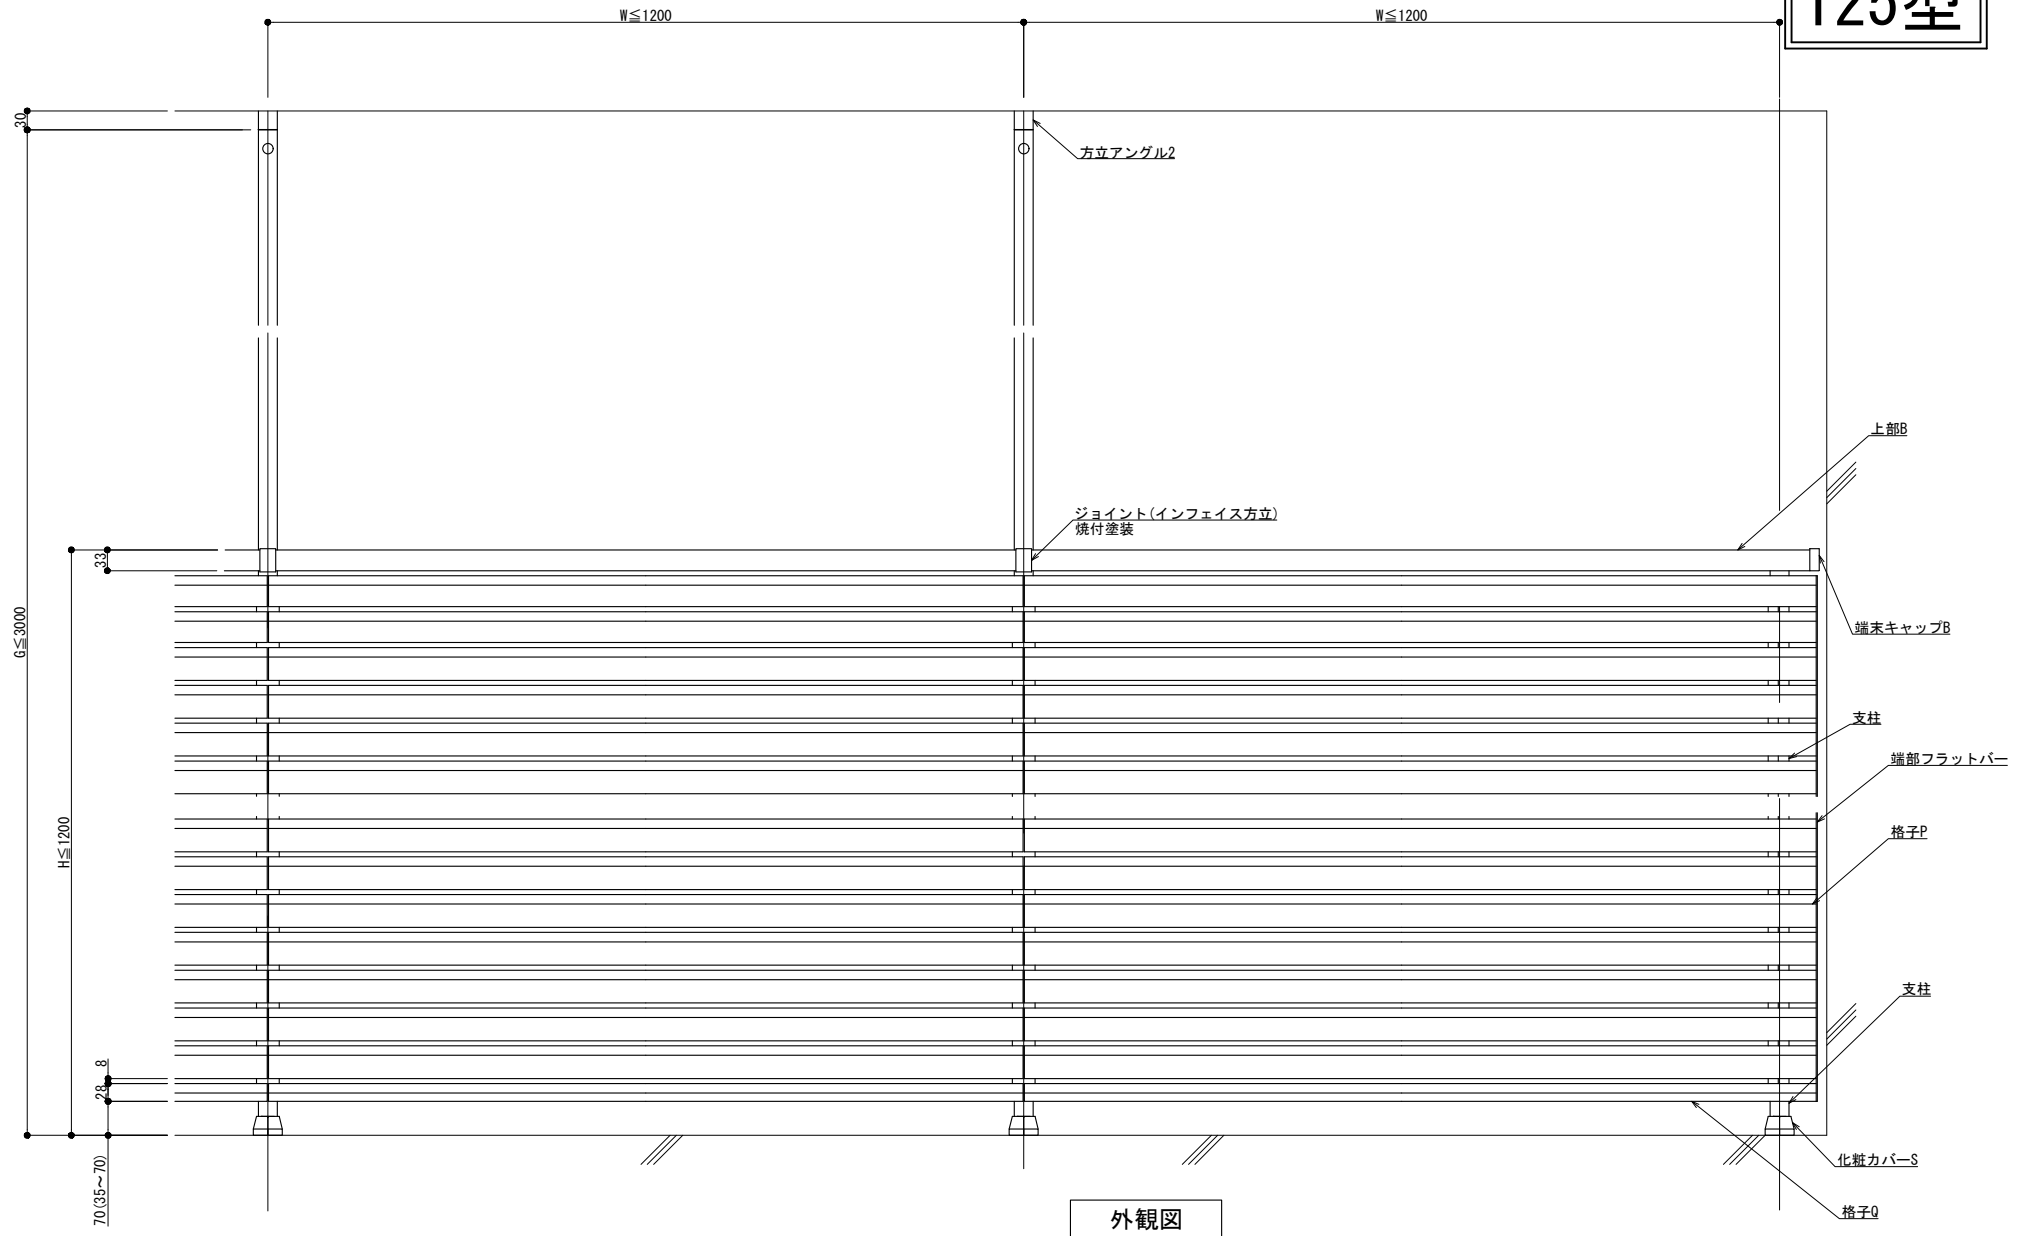 W≦1200
W≦1200
125型
30
方立アングル2
上部B
ジョイント(インフェイス方立)
焼付塗装
33
G≦3000
端末キャップB
支柱
端部フラットバー
H≦1200
格子P
支柱
8
28
化粧カバーS
70(35~70)
格子Q
外観図